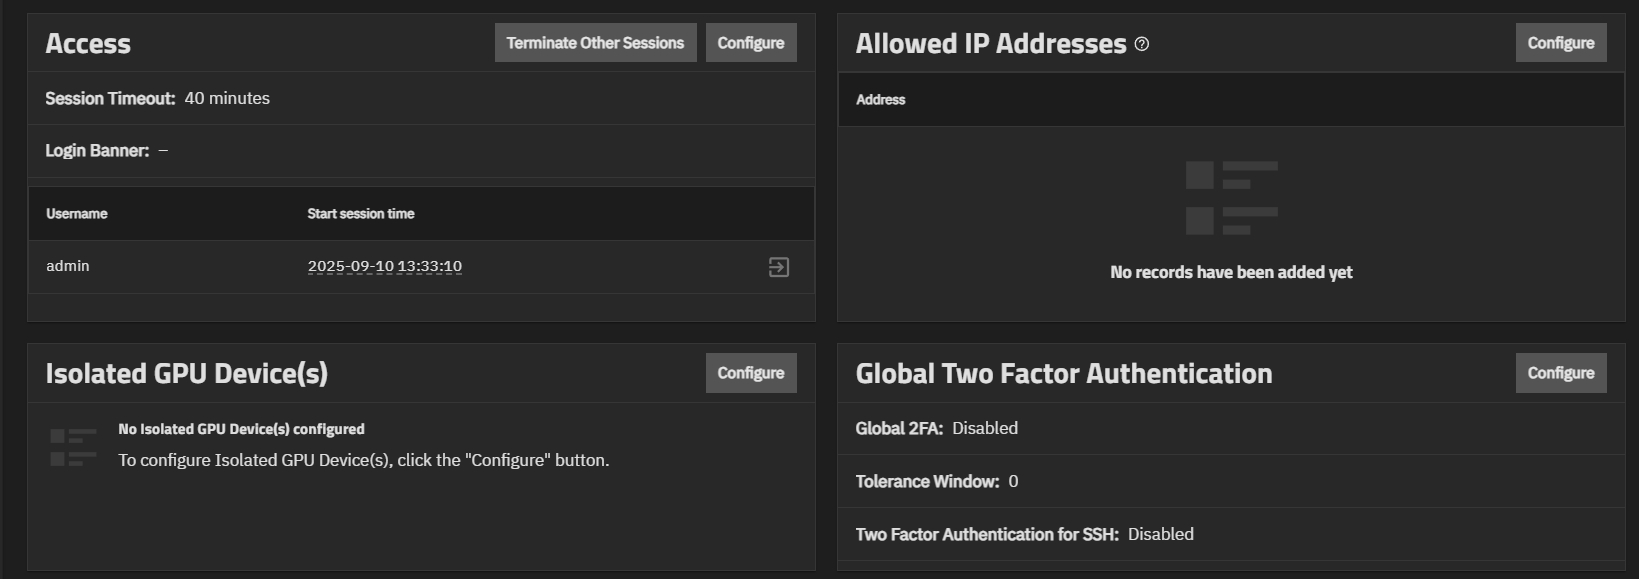 Access
Terminate Other Sessions
Configure
Session Timeout: 40 minutes
Login Banner: –
Username Start session time
admin 2025-09-10 13:33:10
Allowed IP Addresses ?
Configure
Address
No records have been added yet
Isolated GPU Device(s)
Configure
No Isolated GPU Device(s) configured
To configure Isolated GPU Device(s), click the "Configure" button.
Global Two Factor Authentication
Configure
Global 2FA: Disabled
Tolerance Window: 0
Two Factor Authentication for SSH: Disabled